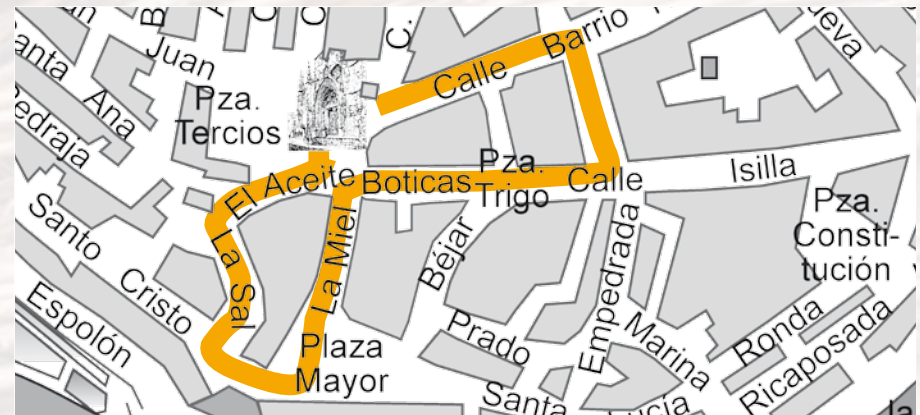 Juan
Pza.
Tercios
Ana
Santo
Cristo
Espolón
C.
Calle
Barrio
El Aceite
Boticas
Pza.
Trigo
Calle
Isilla
La Sal
La Miel
Béjar
Plaza
Mayor
Prado
Empedrada
Marina
Pza.
Consti-
tución
Ronda
Ricaposada
Santa